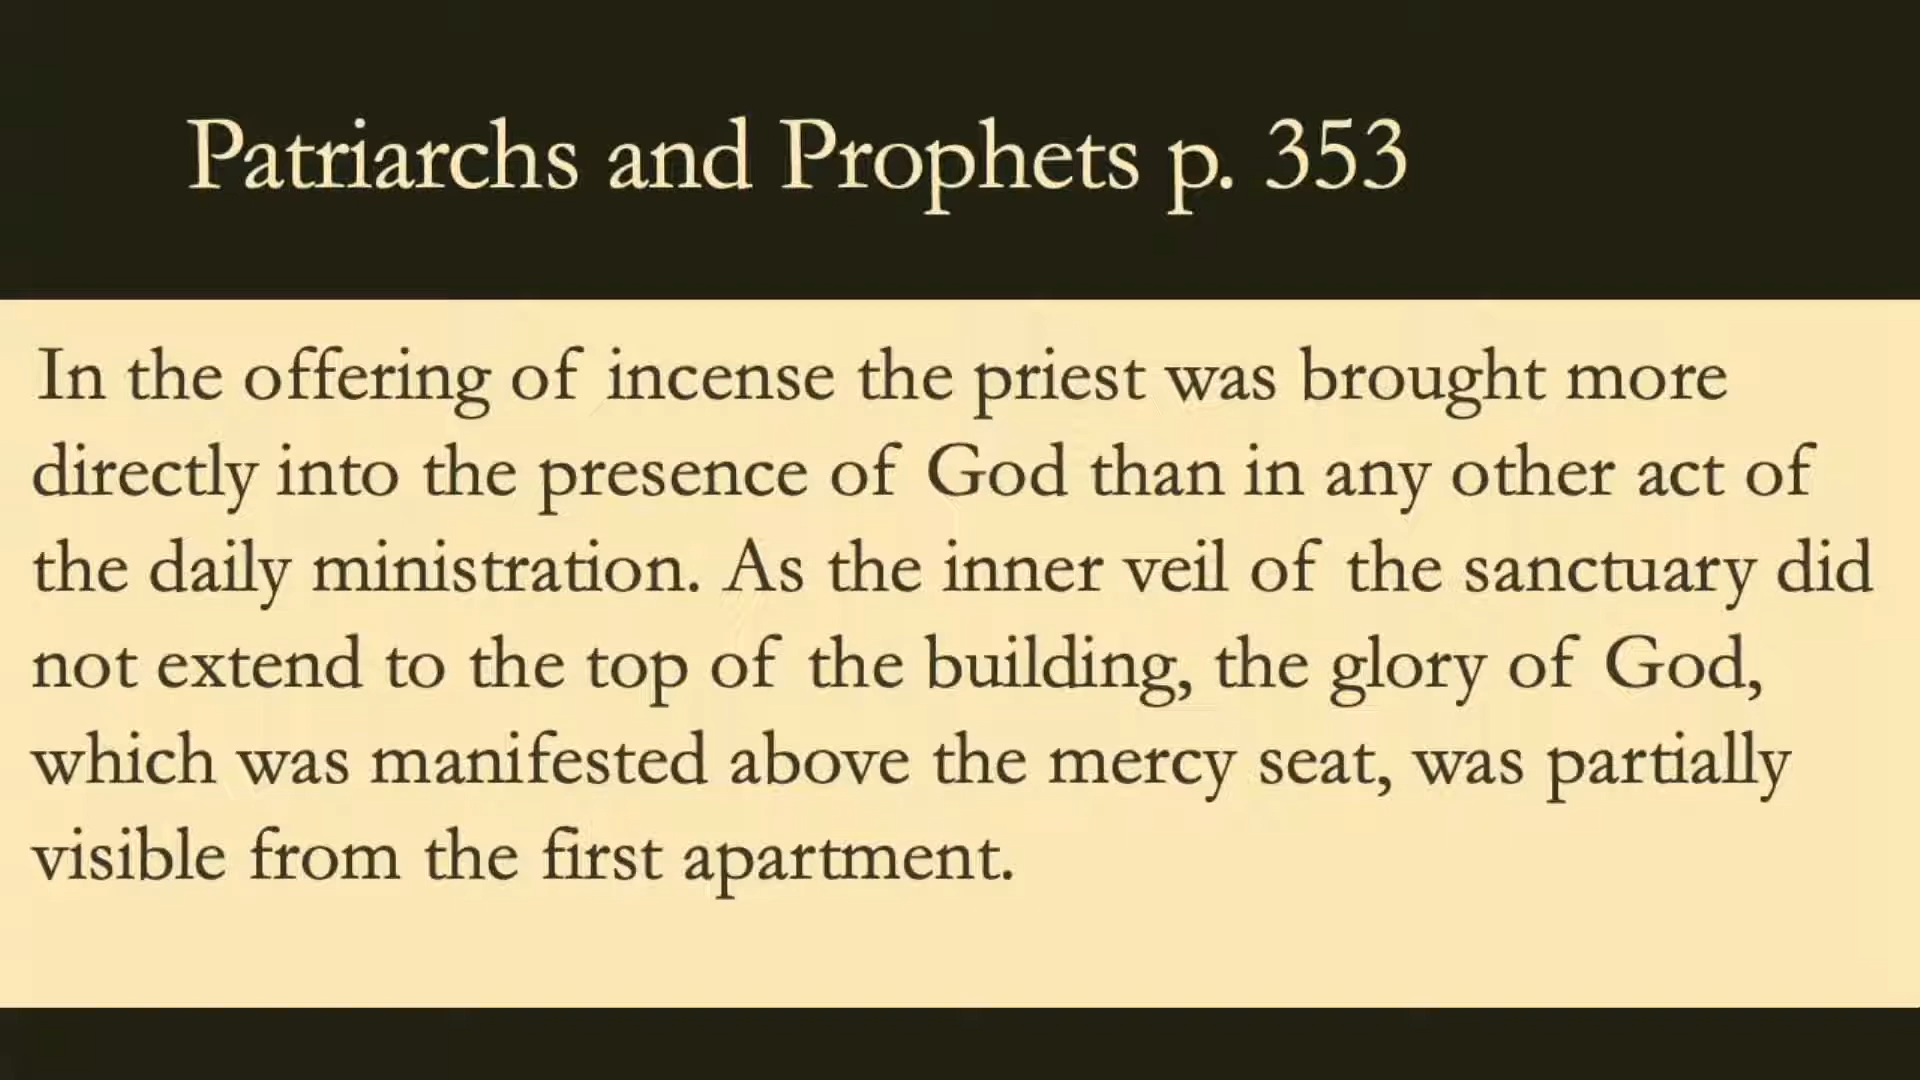 Patriarchs and Prophets p. 353
In the offering of incense the priest was brought more
directly into the presence of God than in any other act of
the daily ministration. As the inner veil of the sanctuary did
not extend to the top of the building, the glory of God,
which was manifested above the mercy seat, was partially
visible from the first apartment.